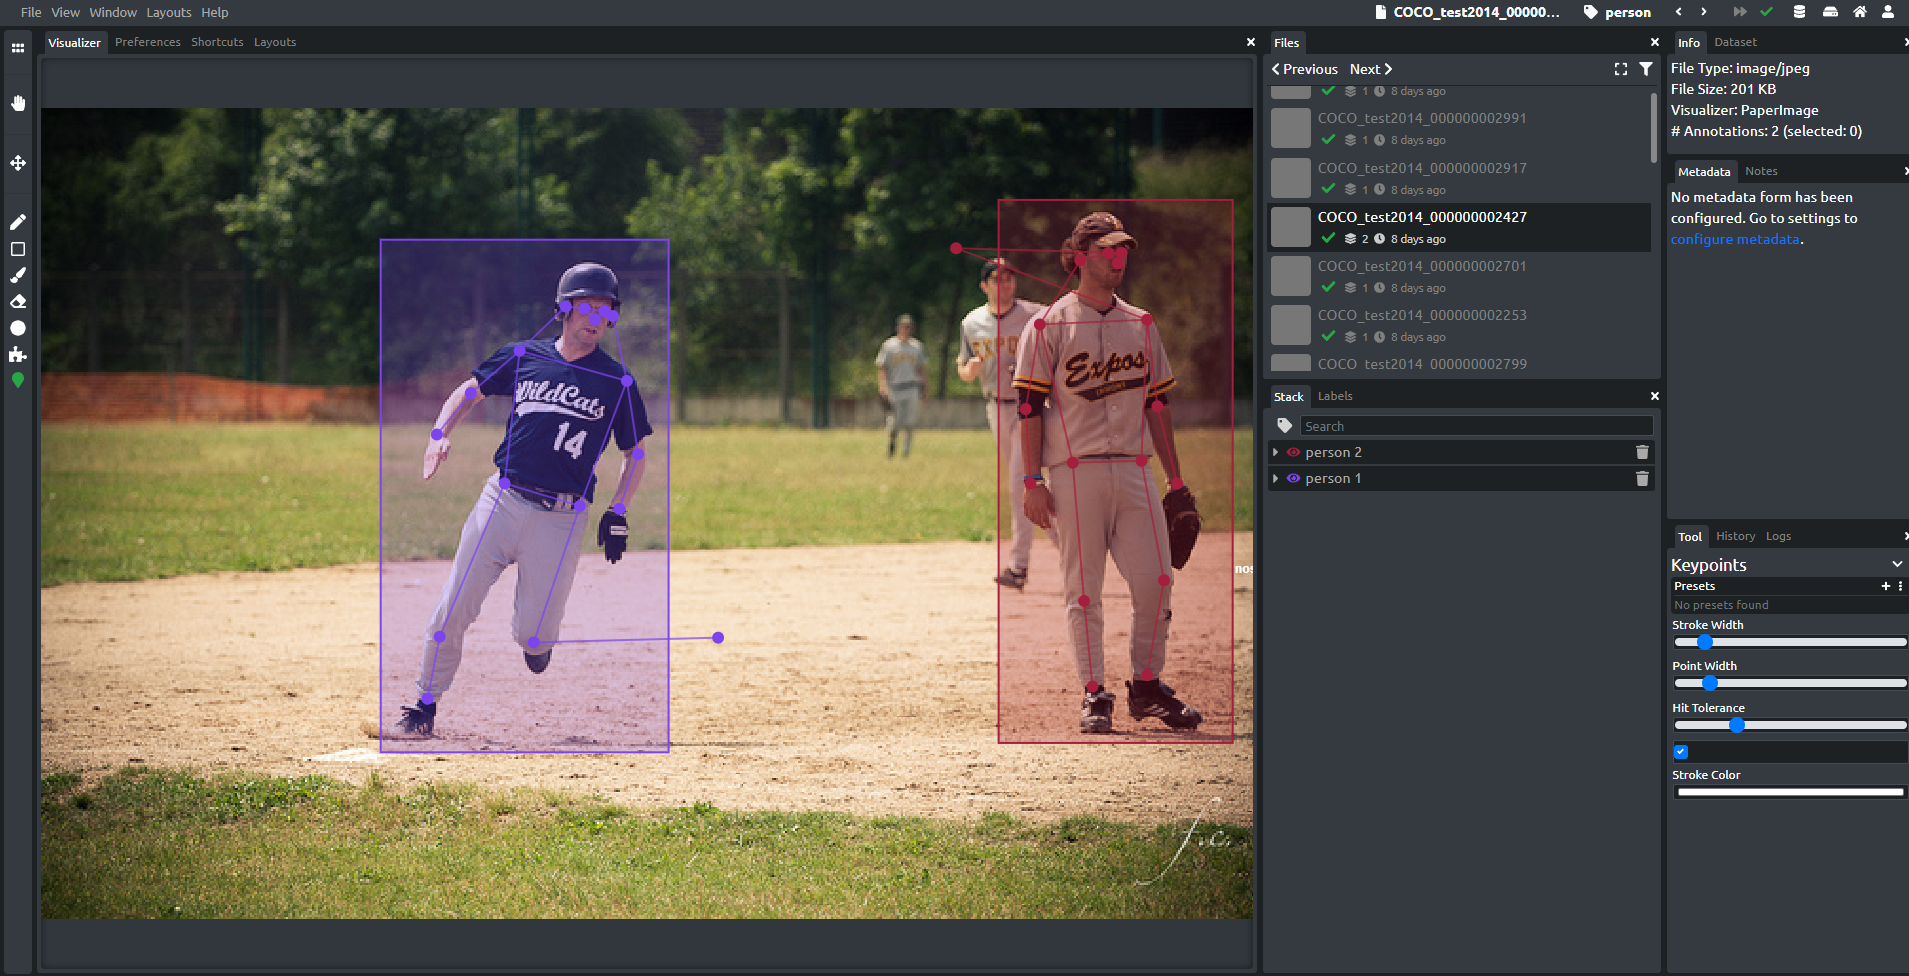 File View Window Layouts Help
COCO_test2014_00000... person
Visualizer Preferences Shortcuts Layouts
Files
Previous Next
1 8 days ago
COCO_test2014_000000002991
1 8 days ago
COCO_test2014_000000002917
1 8 days ago
COCO_test2014_000000002427
2 8 days ago
COCO_test2014_000000002701
1 8 days ago
COCO_test2014_000000002253
1 8 days ago
COCO_test2014_000000002799
Stack Labels
Search
person 2
person 1
Info Dataset
File Type: image/jpeg
File Size: 201 KB
Visualizer: PaperImage
# Annotations: 2 (selected: 0)
Metadata Notes
No metadata form has been
configured. Go to settings to
configure metadata.
Tool History Logs
Keypoints
Presets
No presets found
Stroke Width
Point Width
Hit Tolerance
Stroke Color
WildCats
14
Expos
EXPO
nos